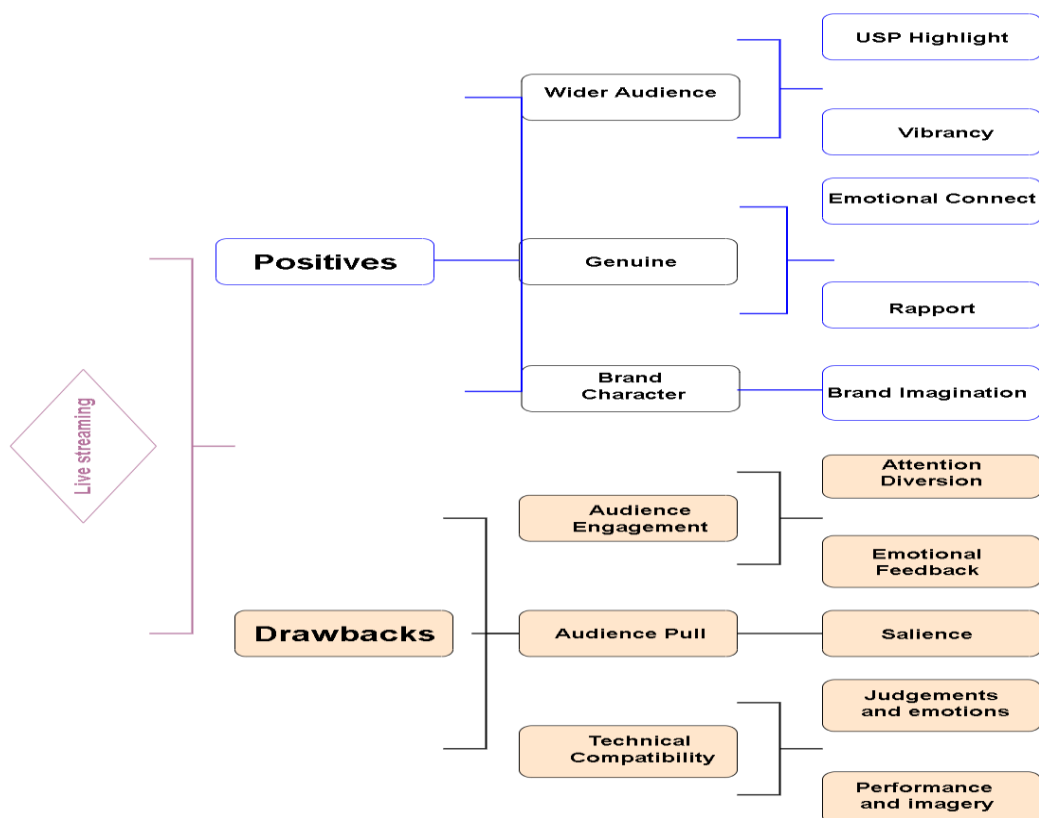 USP Highlight
Wider Audience
Vibrancy
Emotional Connect
Positives
Genuine
Rapport
Brand
Character
Brand Imagination
Live streaming
Attention
Diversion
Audience
Engagement
Emotional
Feedback
Drawbacks
Audience Pull
Salience
Judgements
and emotions
Technical
Compatibility
Performance
and imagery